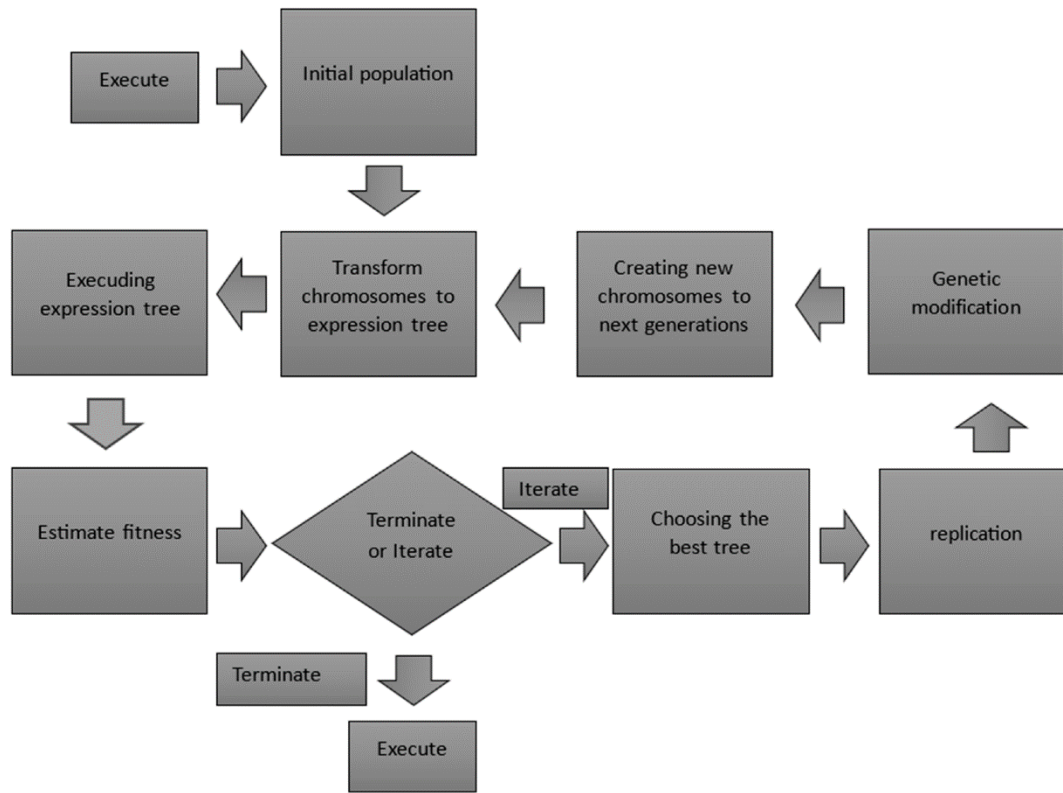 Execute
Initial population
Execuding
expression tree
Transform
chromosomes to
expression tree
Creating new
chromosomes to
next generations
Genetic
modification
Estimate fitness
Terminate
or Iterate
Iterate
Choosing the
best tree
replication
Terminate
Execute